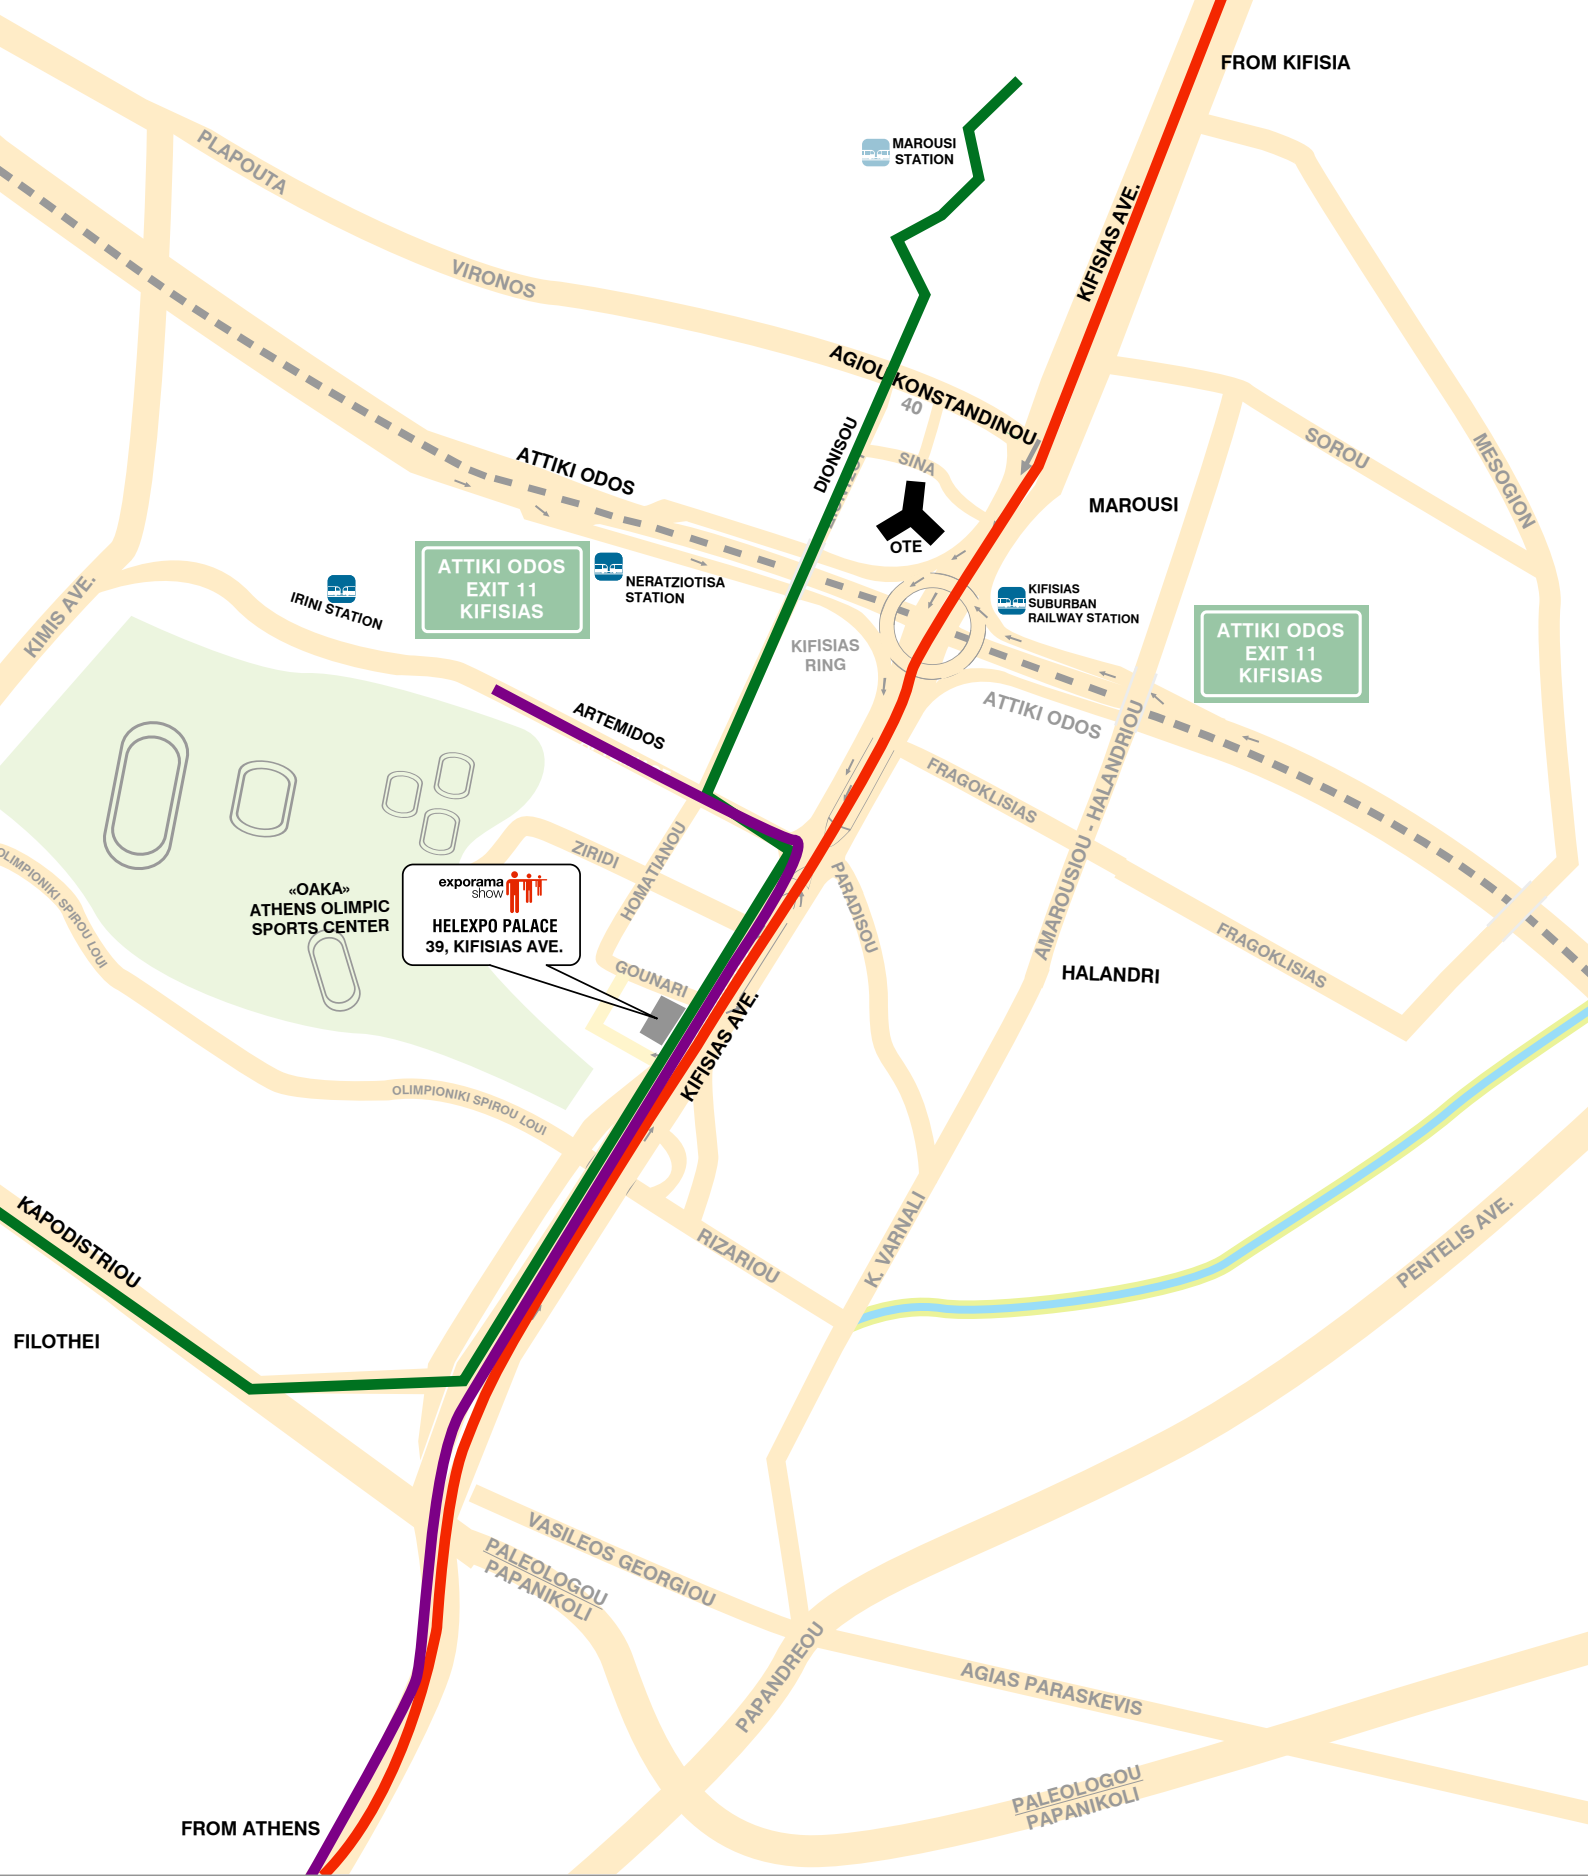 FROM KIFISIA
PLAPOUTA
MAROUSI
STATION
KIFISIAS AVE.
VIRONOS
AGIOU KONSTANDINOU
40
SINA
DIONISOU
SOROU
MESOGION
ATTIKI ODOS
MAROUSI
OTE
ATTIKI ODOS
EXIT 11
KIFISIAS
NERATZIOTISA
STATION
IRINI STATION
KIMIS AVE.
KIFISIAS
SUBURBAN
RAILWAY STATION
ATTIKI ODOS
EXIT 11
KIFISIAS
KIFISIAS
RING
ATTIKI ODOS
ARTEMIDOS
FRAGOKLISIAS
AMAROUSIOU - HALANDRIOU
ZIRIDI
HOMATIANOU
PARADISOU
OLIMPIONIKI SPIROU LOUI
«OAKA»
ATHENS OLIMPIC
SPORTS CENTER
exporama
show
HELEXPO PALACE
39, KIFISIAS AVE.
GOUNARI
HALANDRI
FRAGOKLISIAS
KIFISIAS AVE.
OLIMPIONIKI SPIROU LOUI
KAPODISTRIOU
RIZARIOU
K. VARNALI
PENTELIS AVE.
FILOTHEI
VASILEOS GEORGIOU
PALEOLOGOU
PAPANIKOLI
PAPANDREOU
AGIAS PARASKEVIS
PALEOLOGOU
PAPANIKOLI
FROM ATHENS